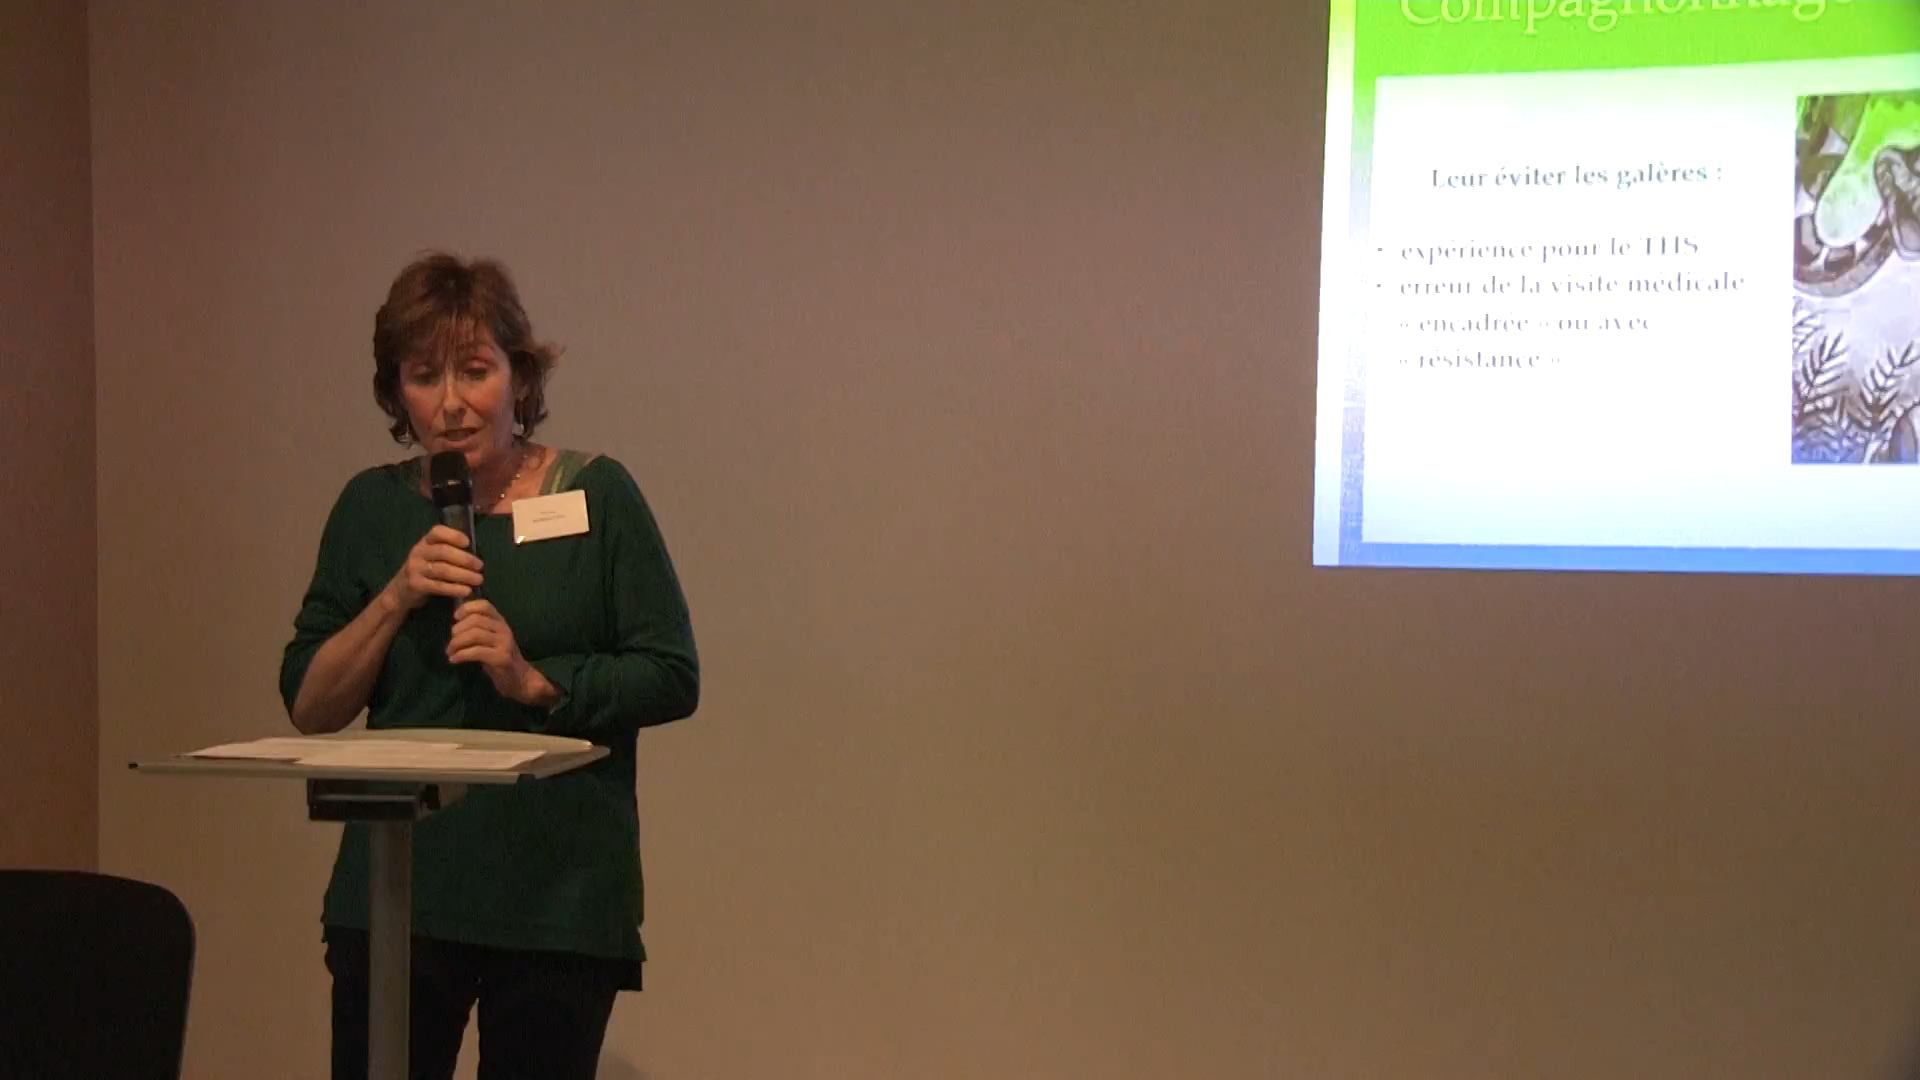 Compagnonnage
Leur éviter les galères :
• expérience pour le THS
• erreur de la visite médicale
« encadrée » ou avec
« résistance »